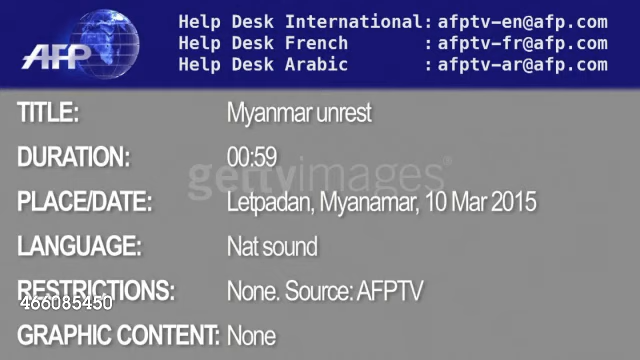 AFP
Help Desk International: afptv-en@afp.com
Help Desk French : afptv-fr@afp.com
Help Desk Arabic : afptv-ar@afp.com
TITLE: Myanmar unrest
DURATION: 00:59
gettyimages®
PLACE/DATE: Letpadan, Myanamar, 10 Mar 2015
LANGUAGE: Nat sound
RESTRICTIONS: None. Source: AFPTV
466085450
GRAPHIC CONTENT: None